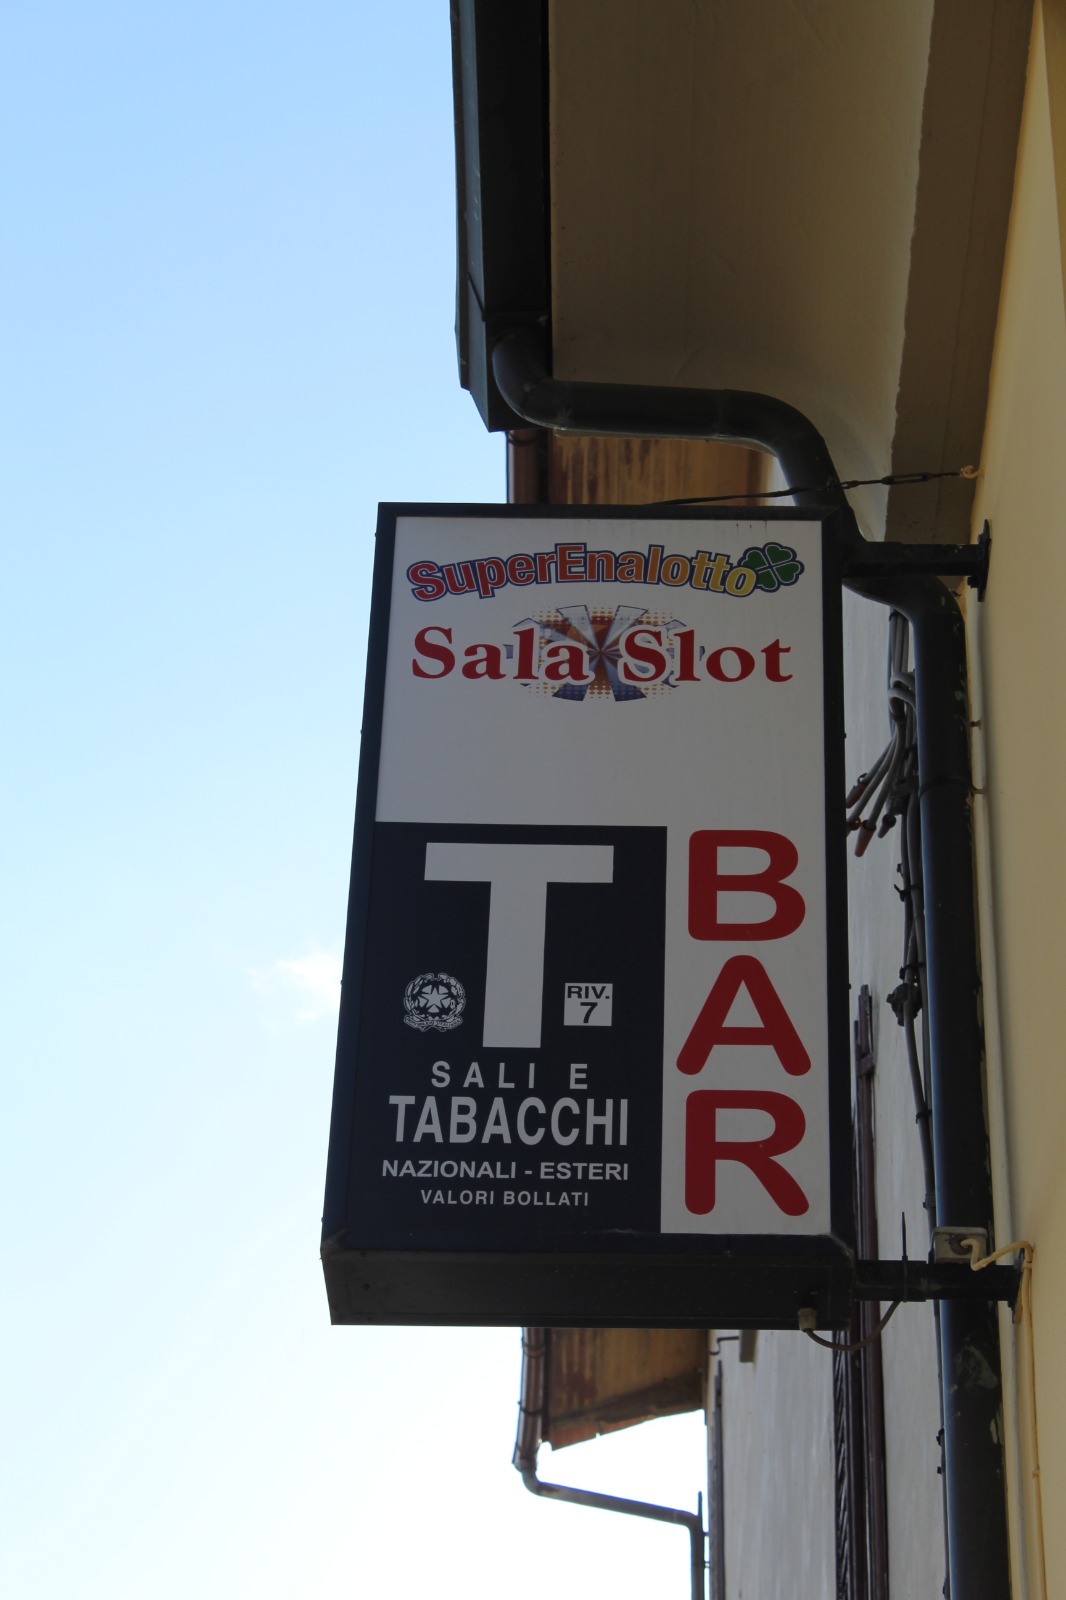 SuperEnalotto
Sala Slot
T
RIV.
7
SALI E
TABACCHI
NAZIONALI - ESTERI
VALORI BOLLATI
BAR